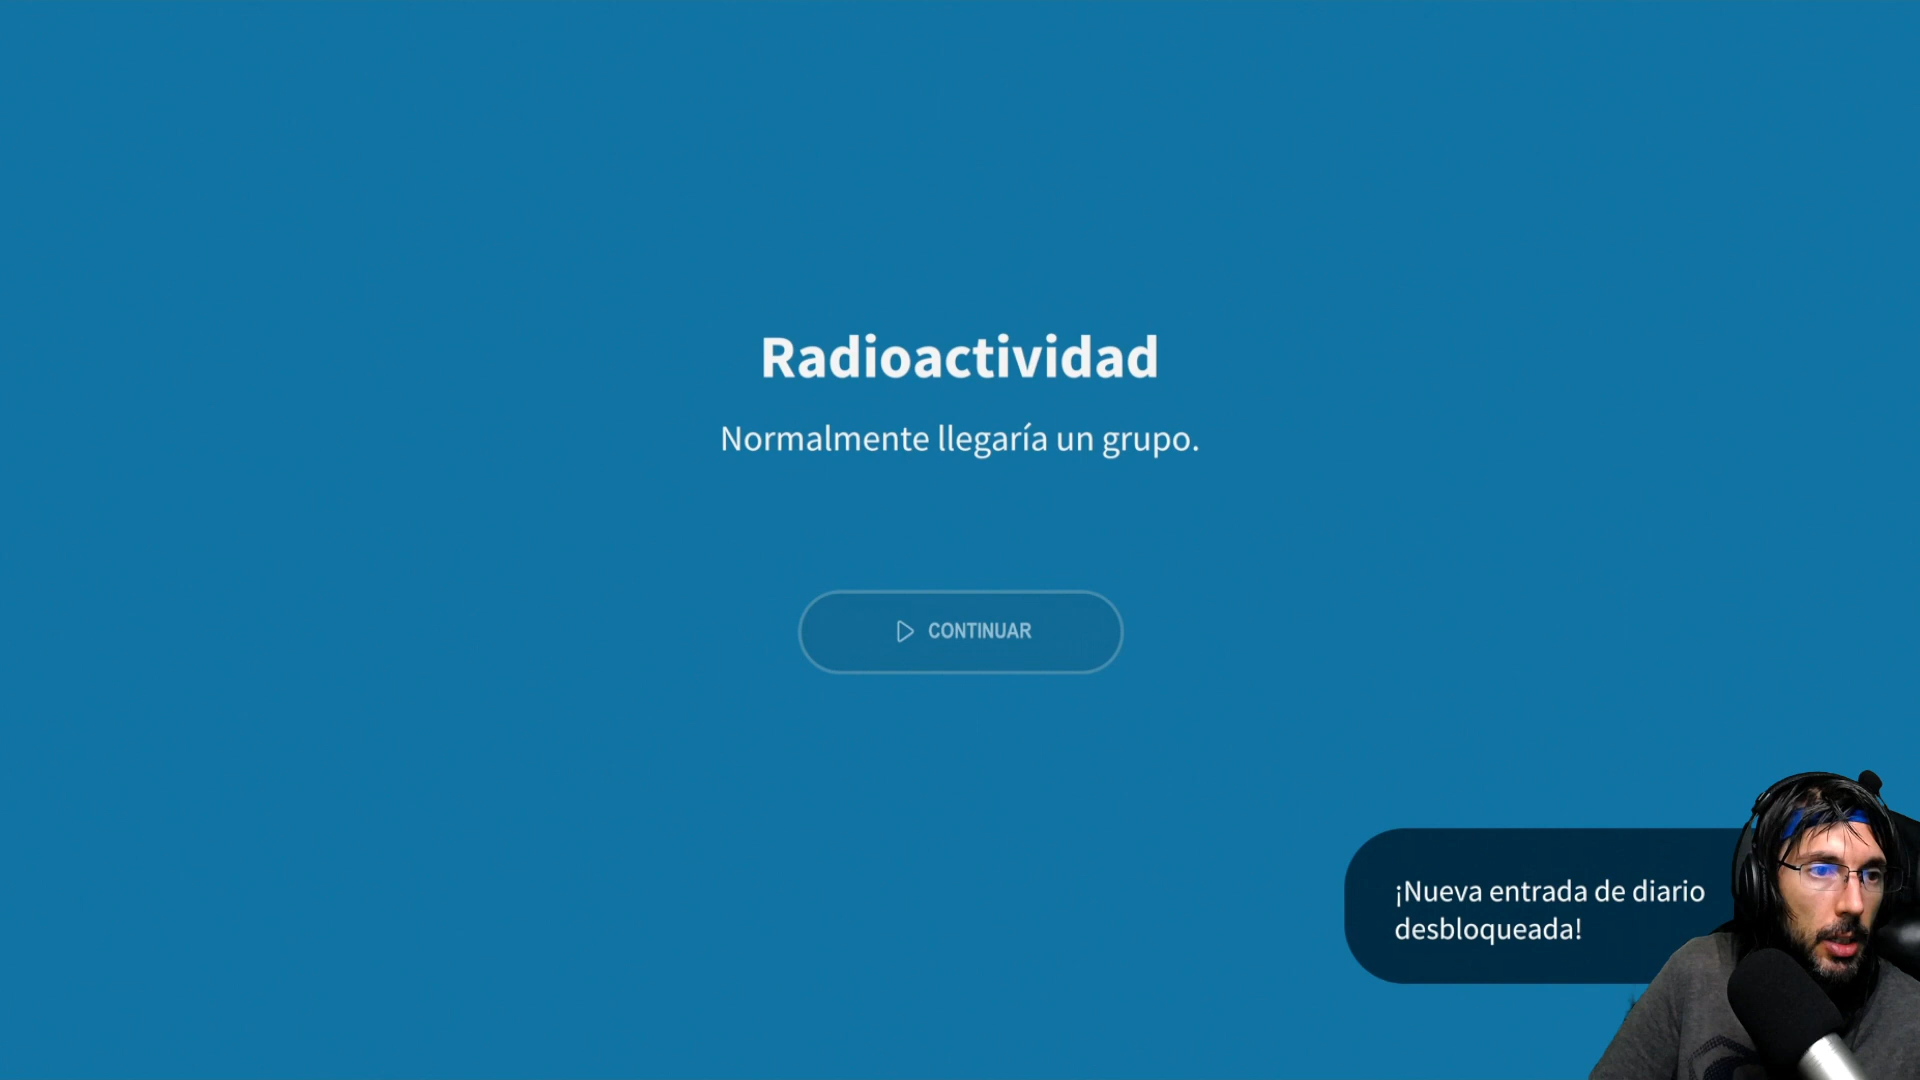 Radioactividad
Normalmente llegaría un grupo.
CONTINUAR
¡Nueva entrada de diario
desbloqueada!